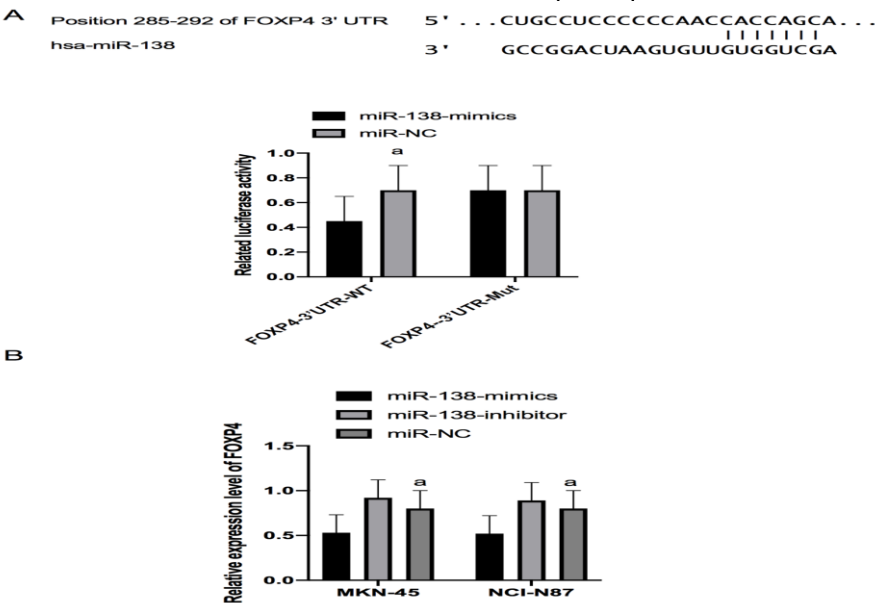 A
Position 285-292 of FOXP4 3' UTR 5' ...CUGCCUCCCCCCAACCACCAGCA...
hsa-miR-138 3' GCCGGACUAAGUGUUGUGGUCGA
miR-138-mimics
miR-NC
Related luciferase activity
1.0
0.8
0.6
0.4
0.2
0.0
a
FOXP4-3'UTR-WT
FOXP4--3'UTR-Mut
B
miR-138-mimics
miR-138-inhibitor
miR-NC
Relative expression level of FOXP4
1.5
1.0
0.5
0.0
a
a
MKN-45
NCI-N87